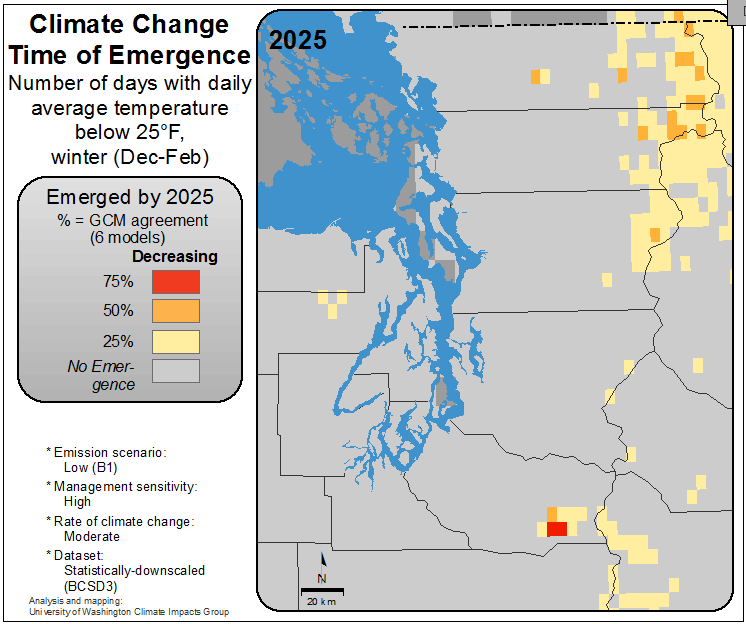 Climate Change
Time of Emergence
Number of days with daily
average temperature
below 25°F,
winter (Dec-Feb)
Emerged by 2025
% = GCM agreement
(6 models)
Decreasing
75%
50%
25%
No Emer-
gence
* Emission scenario:
Low (B1)
* Management sensitivity:
High
* Rate of climate change:
Moderate
* Dataset:
Statistically-downscaled
(BCSD3)
Analysis and mapping:
University of Washington Climate Impacts Group
2025
N
20 km